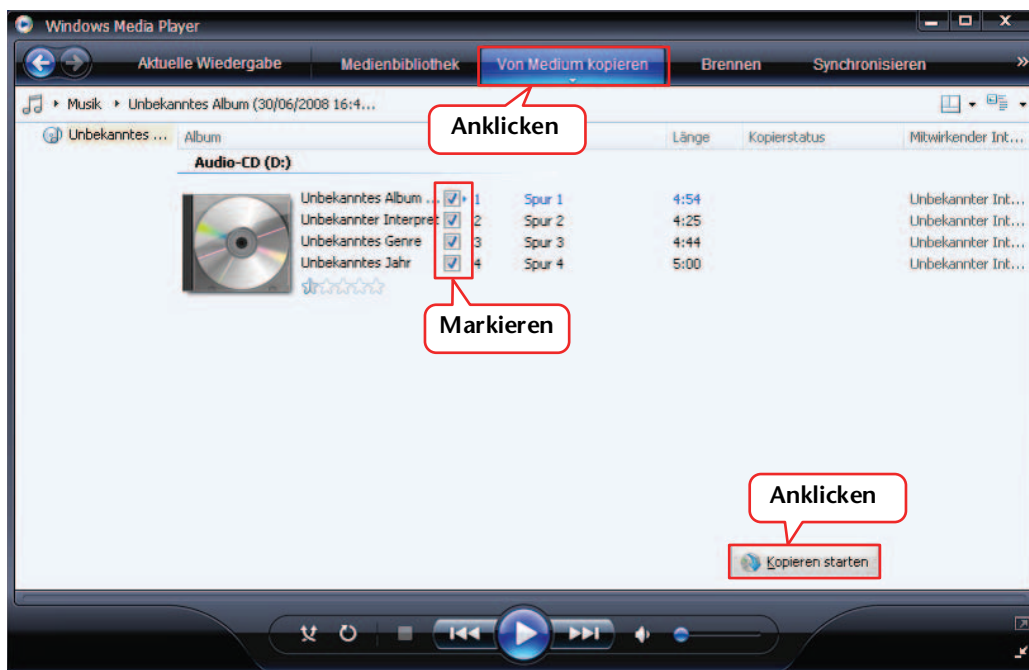 Windows Media Player
Aktuelle Wiedergabe Medienbibliothek Von Medium kopieren Brennen Synchronisieren »
Musik Unbekanntes Album (30/06/2008 16:4...
Anklicken
Unbekanntes ... Album Länge Kopierstatus Mitwirkender Int...
Audio-CD (D:)
Unbekanntes Album ... 1 Spur 1 4:54 Unbekannter Int...
Unbekannter Interpret 2 Spur 2 4:25 Unbekannter Int...
Unbekanntes Genre 3 Spur 3 4:44 Unbekannter Int...
Unbekanntes Jahr 4 Spur 4 5:00 Unbekannter Int...
Markieren
Anklicken
Kopieren starten